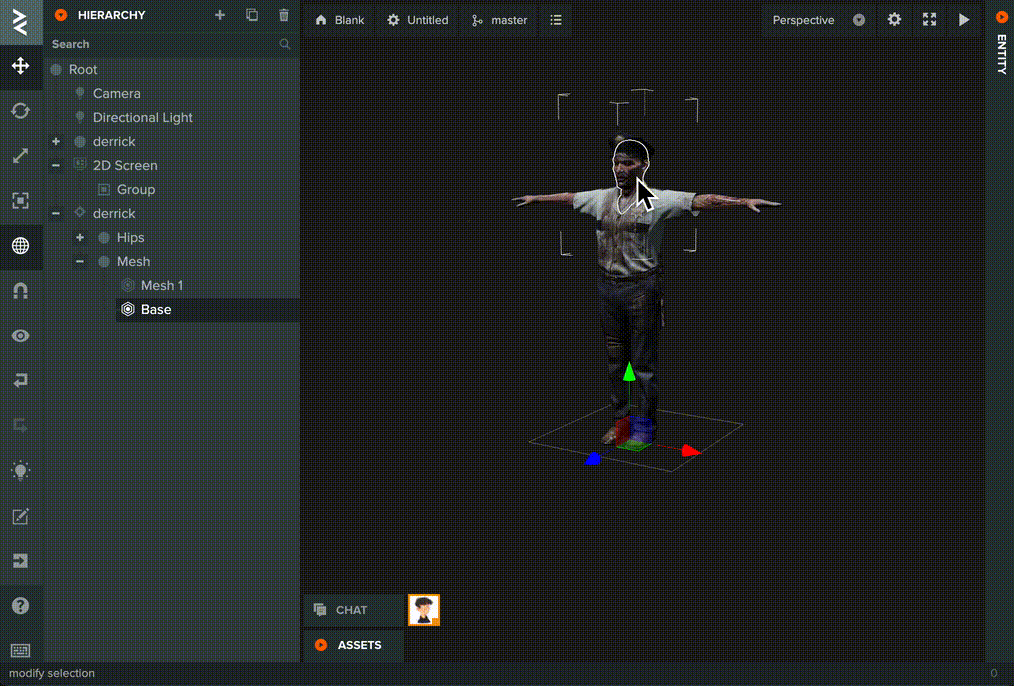 HIERARCHY
Search
Root
Camera
Directional Light
derrick
2D Screen
Group
derrick
Hips
Mesh
Mesh 1
Base
Blank
Untitled
master
Perspective
ENTITY
CHAT
ASSETS
modify selection
0